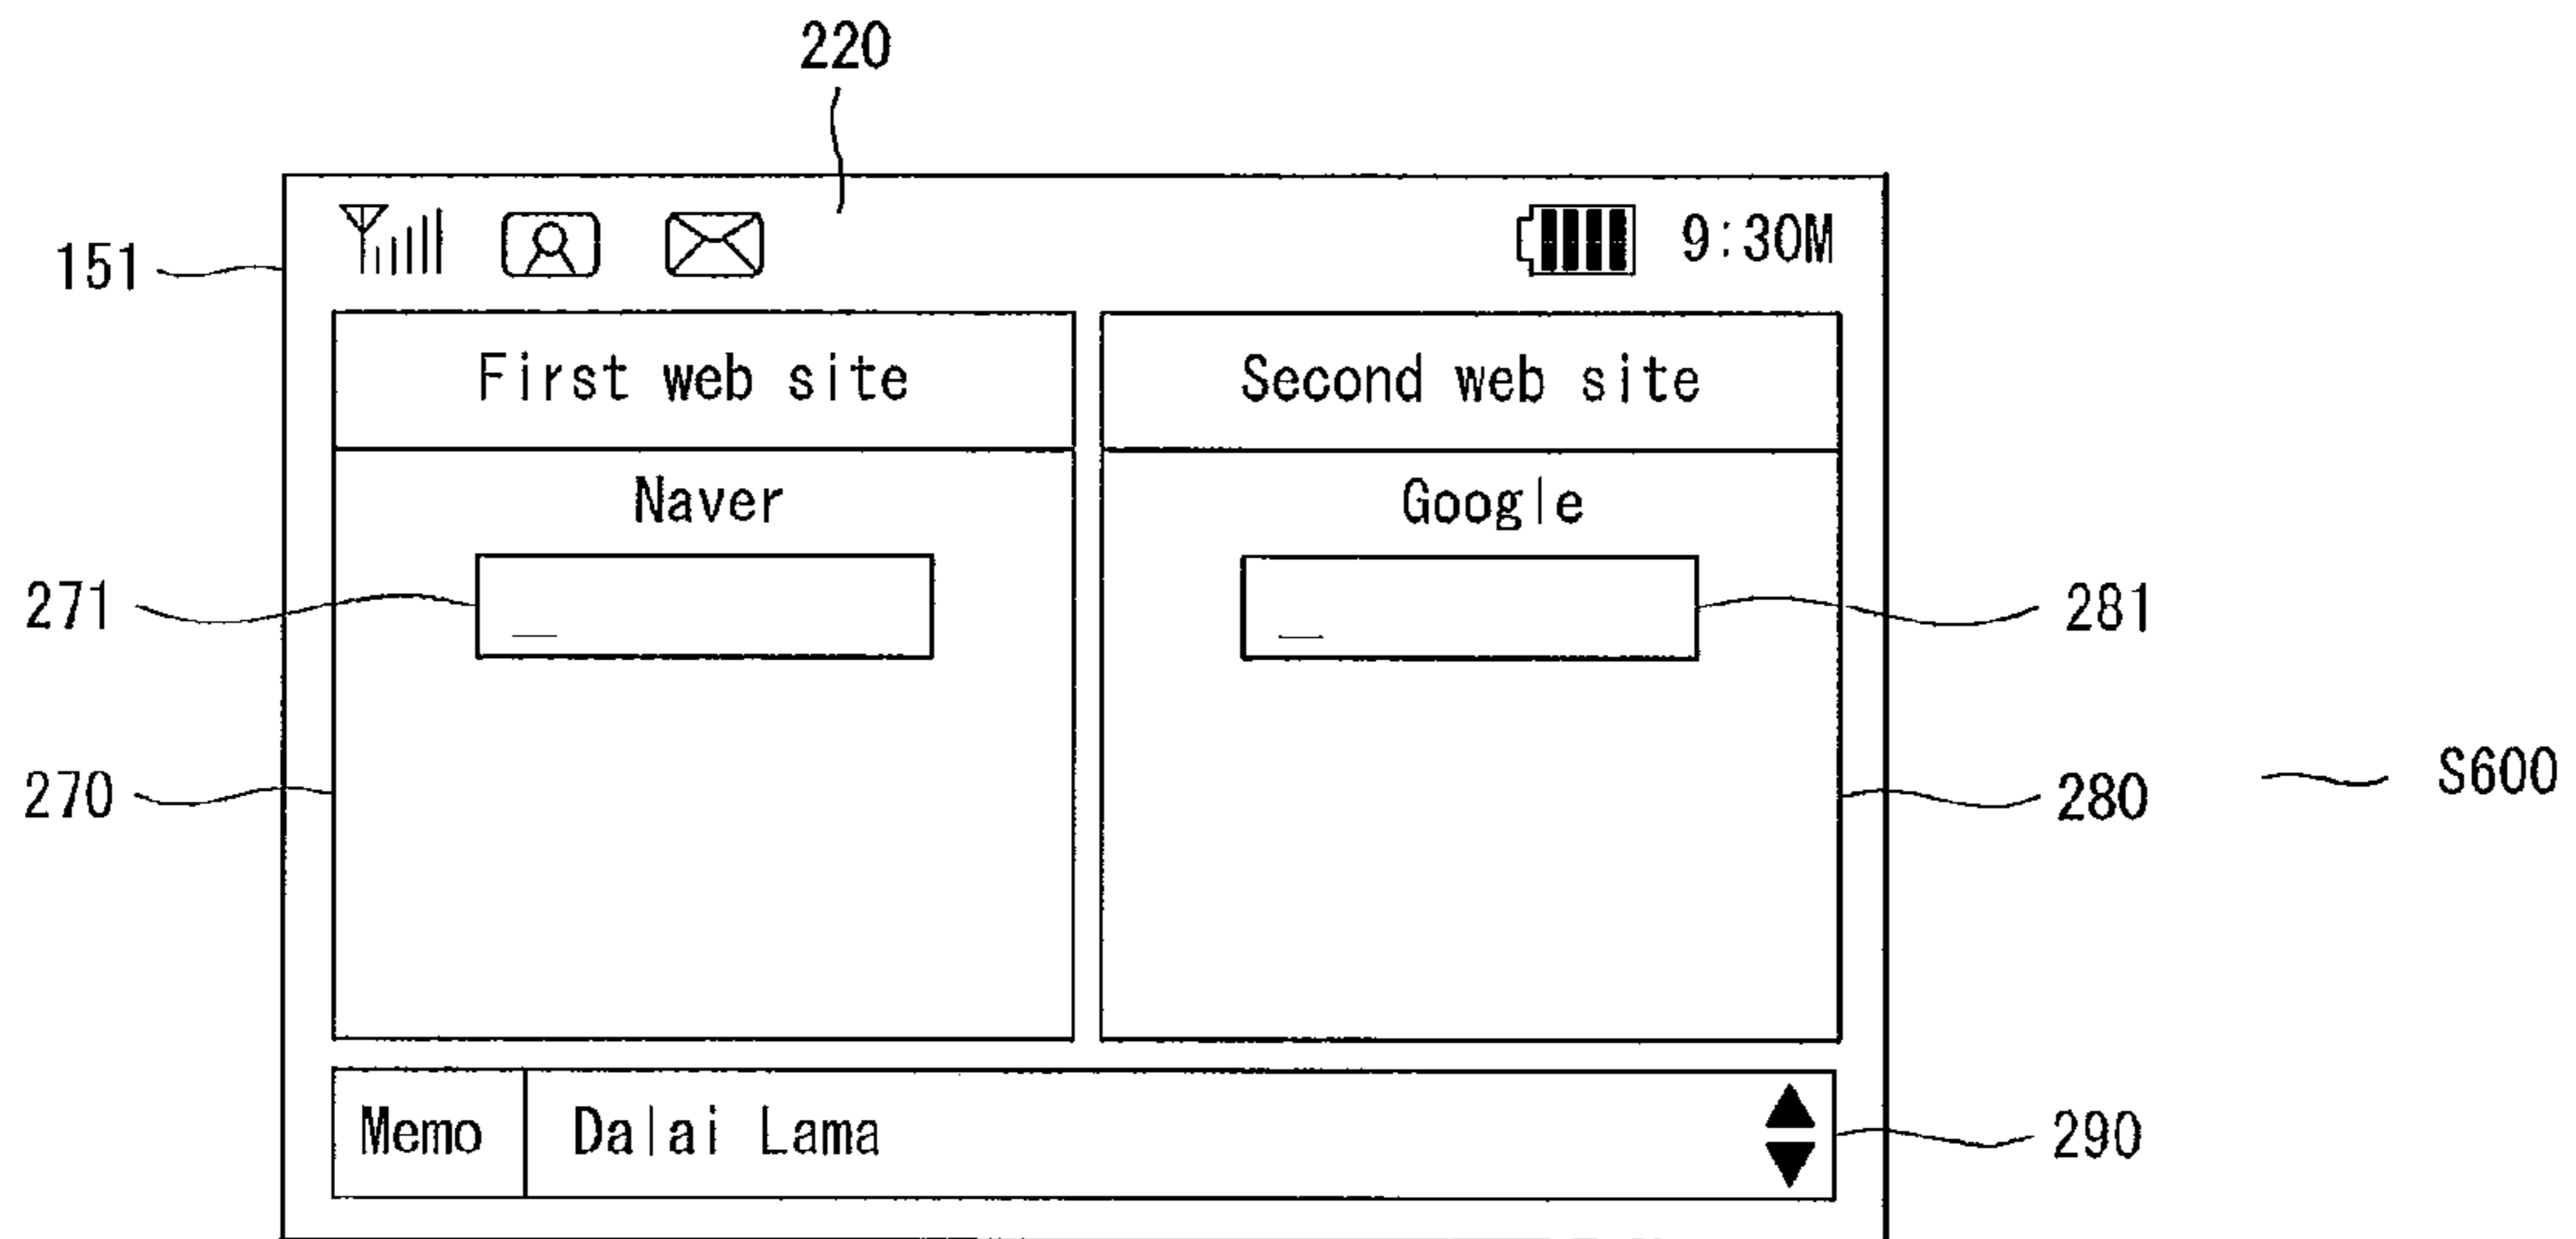 220
151
9:30M
First web site
Second web site
Naver
Google
271
281
270
280
S600
Memo
Dalai Lama
290